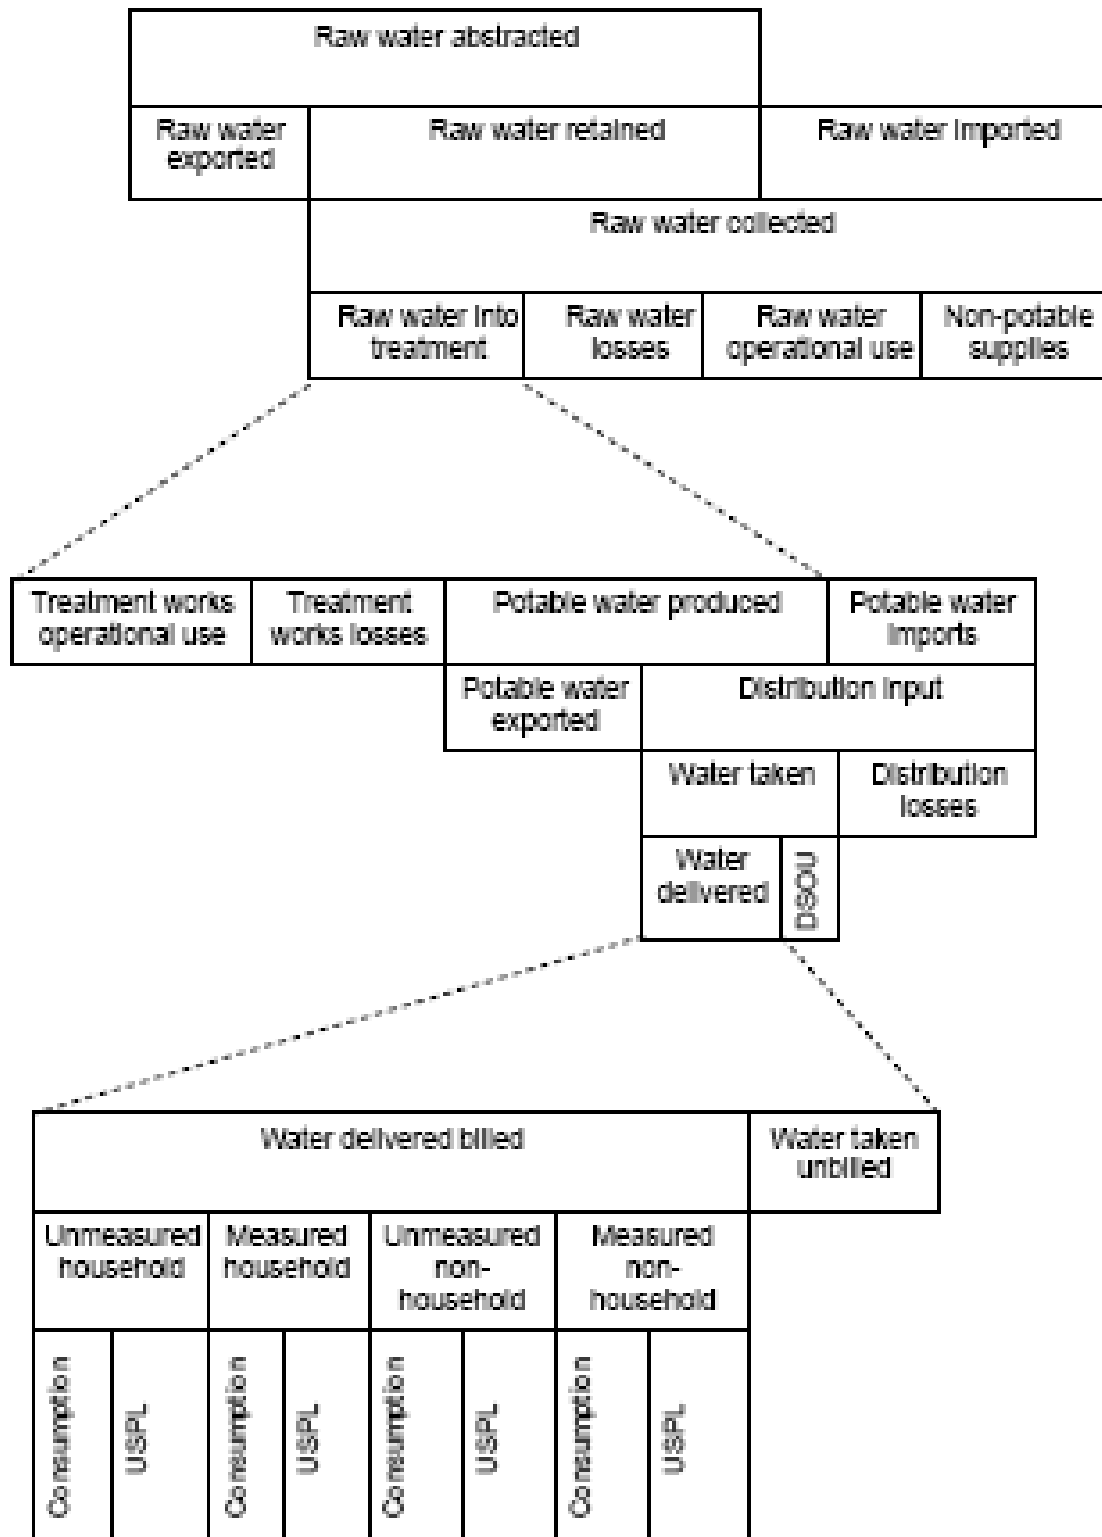 Raw water abstracted
Raw water
exported
Raw water retained
Raw water imported
Raw water collected
Raw water into
treatment
Raw water
losses
Raw water
operational use
Non-potable
supplies
Treatment works
operational use
Treatment
works losses
Potable water produced
Potable water
imports
Potable water
exported
Distribution input
Water taken
Distribution
losses
Water
delivered
DSOU
Water delivered billed
Water taken
unbilled
Unmeasured
household
Measured
household
Unmeasured
non-
household
Measured
non-
household
Consumption
USPL
Consumption
USPL
Consumption
USPL
Consumption
USPL